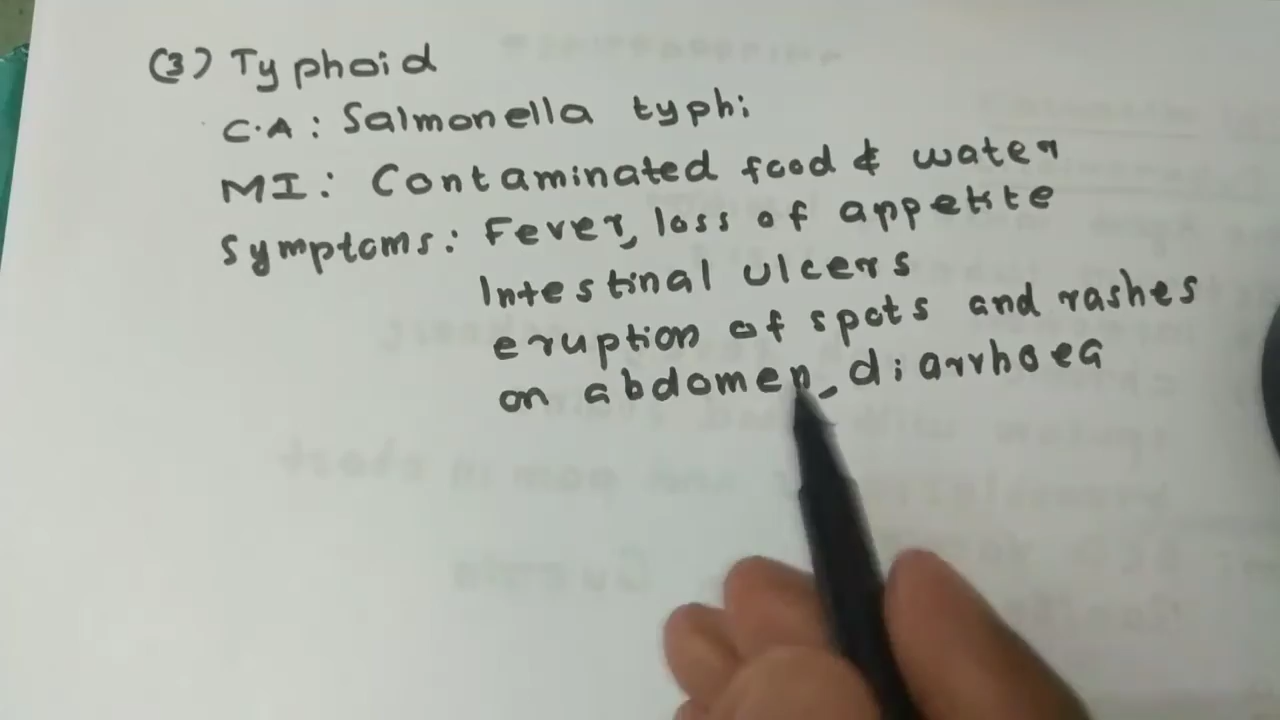 (3) Typhoid
C.A: Salmonella typhi
MI: Contaminated food & water
Symptoms: Fever, loss of appetite
Intestinal ulcers
eruption of spots and rashes
on abdomen, diarrhoea